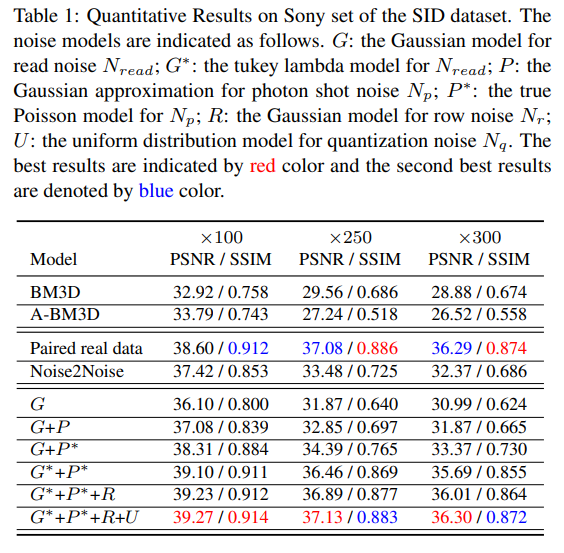 Table 1: Quantitative Results on Sony set of the SID dataset. The
noise models are indicated as follows. G: the Gaussian model for
read noise N_read; G*: the tukey lambda model for N_read; P: the
Gaussian approximation for photon shot noise N_p; P*: the true
Poisson model for N_p; R: the Gaussian model for row noise N_r;
U: the uniform distribution model for quantization noise N_q. The
best results are indicated by red color and the second best results
are denoted by blue color.
×100 ×250 ×300
Model PSNR / SSIM PSNR / SSIM PSNR / SSIM
BM3D 32.92 / 0.758 29.56 / 0.686 28.88 / 0.674
A-BM3D 33.79 / 0.743 27.24 / 0.518 26.52 / 0.558
Paired real data 38.60 / 0.912 37.08 / 0.886 36.29 / 0.874
Noise2Noise 37.42 / 0.853 33.48 / 0.725 32.37 / 0.686
G 36.10 / 0.800 31.87 / 0.640 30.99 / 0.624
G+P 37.08 / 0.839 32.85 / 0.697 31.87 / 0.665
G+P* 38.31 / 0.884 34.39 / 0.765 33.37 / 0.730
G*+P* 39.10 / 0.911 36.46 / 0.869 35.69 / 0.855
G*+P*+R 39.23 / 0.912 36.89 / 0.877 36.01 / 0.864
G*+P*+R+U 39.27 / 0.914 37.13 / 0.883 36.30 / 0.872